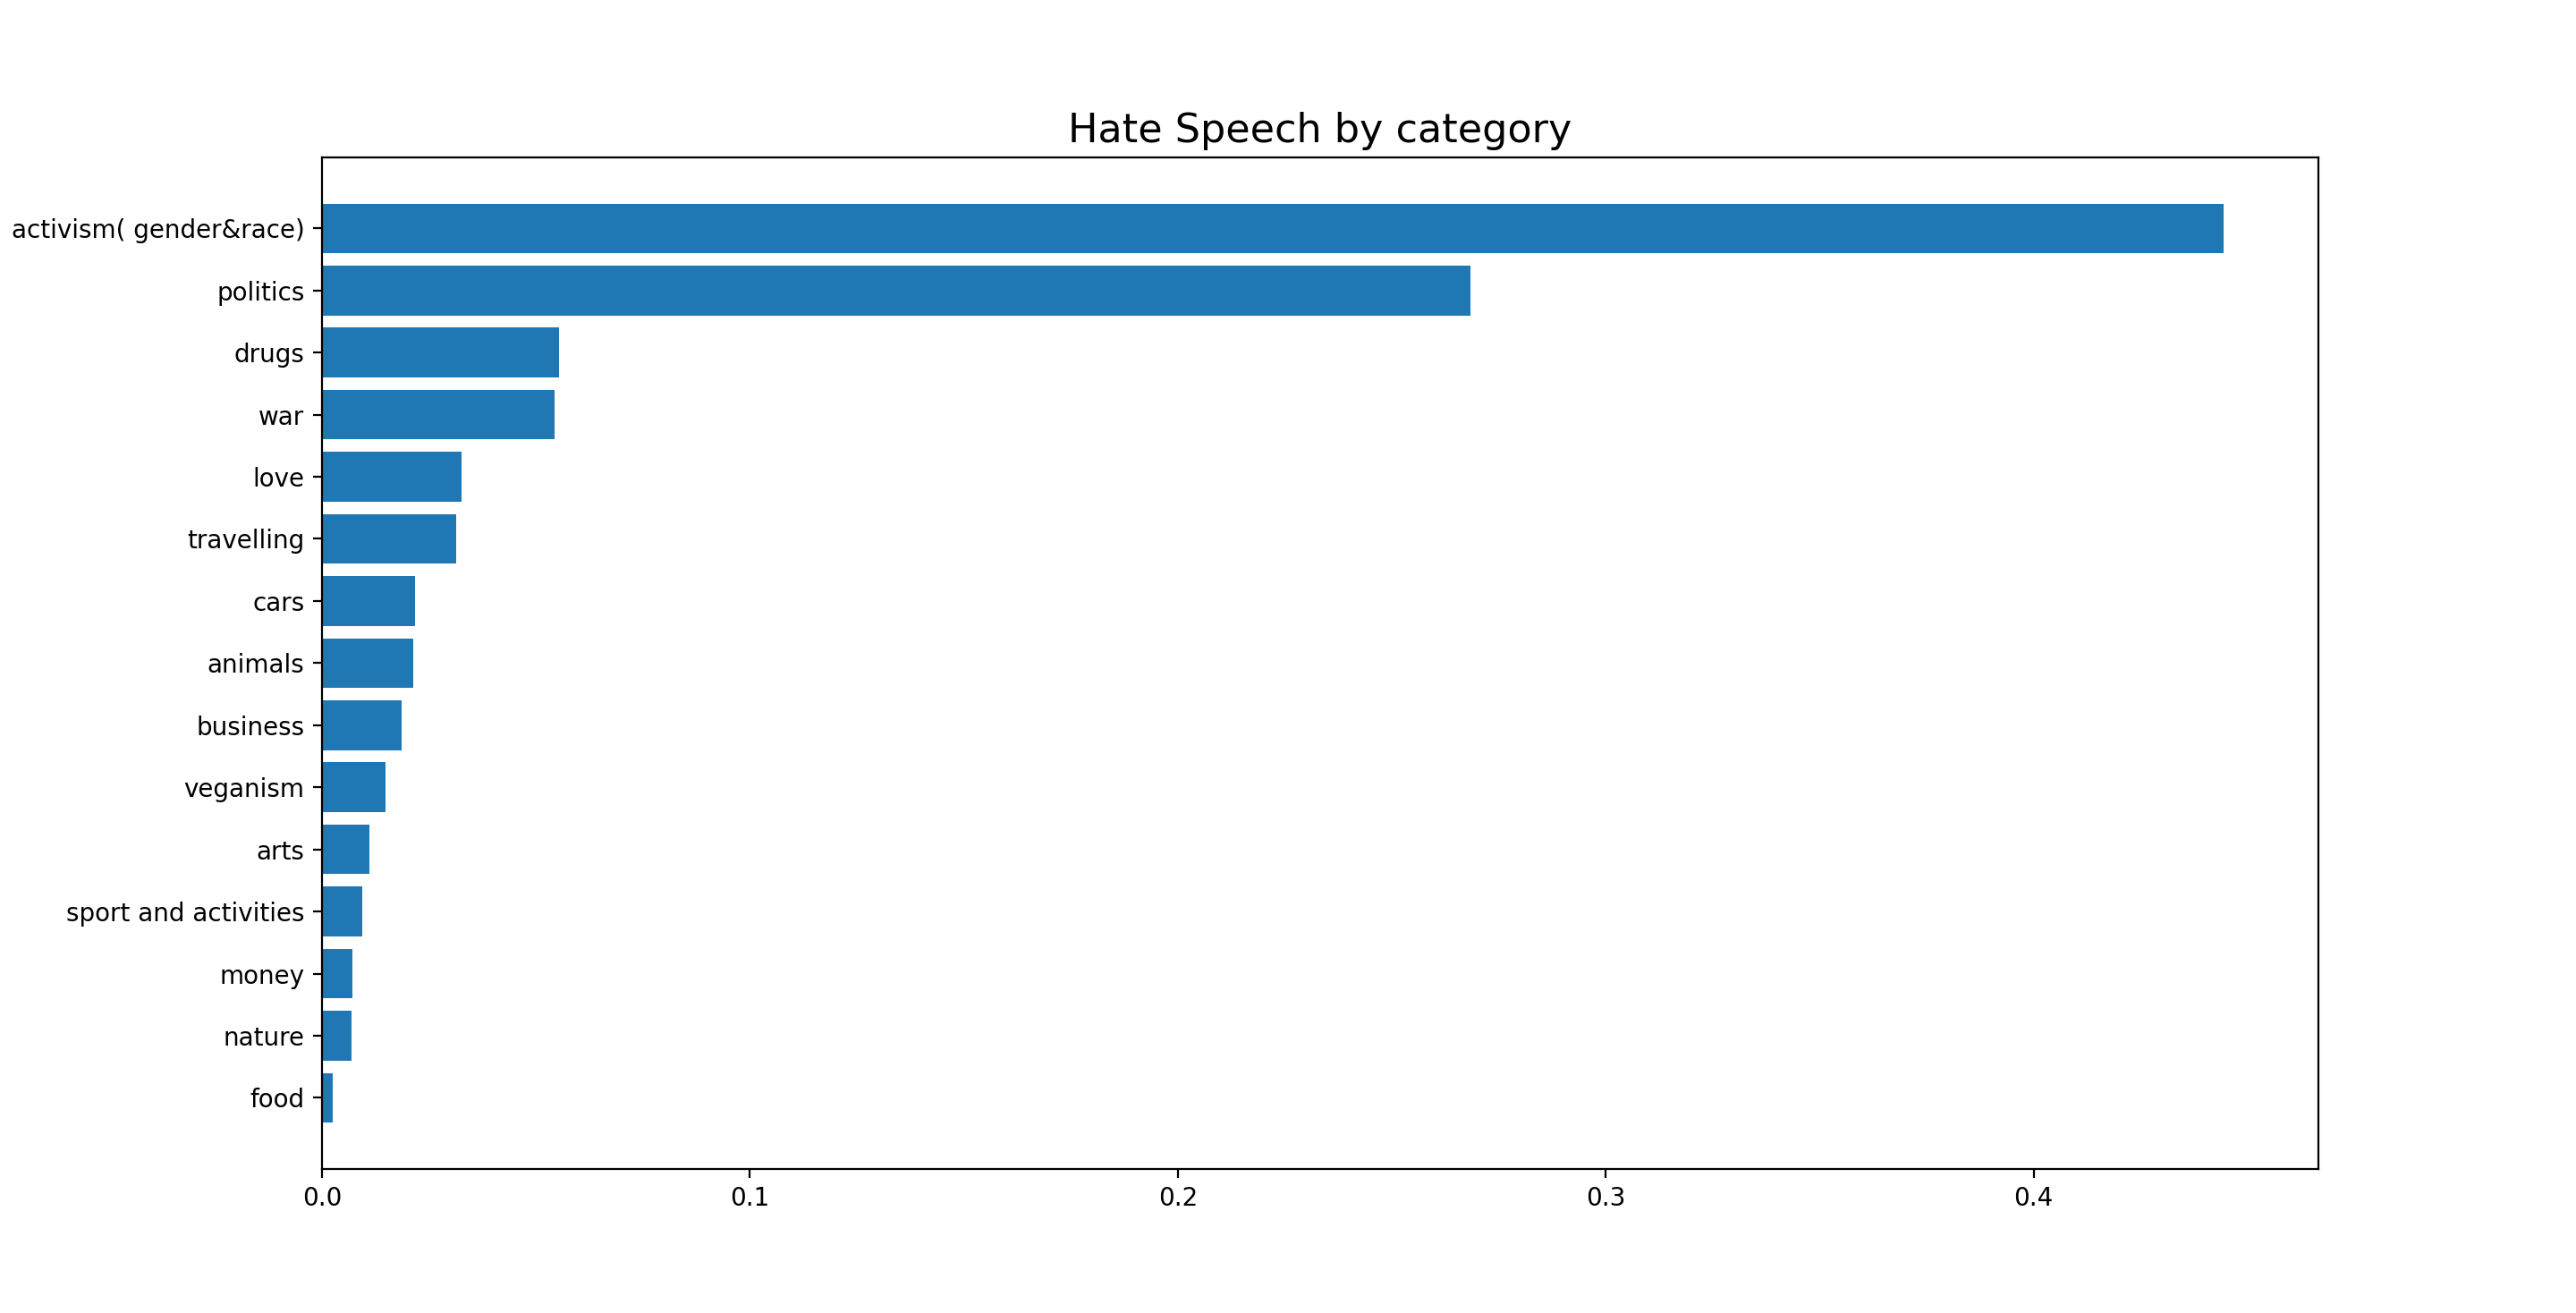 Hate Speech by category
activism( gender&race)
politics
drugs
war
love
travelling
cars
animals
business
veganism
arts
sport and activities
money
nature
food
0.0 0.1 0.2 0.3 0.4